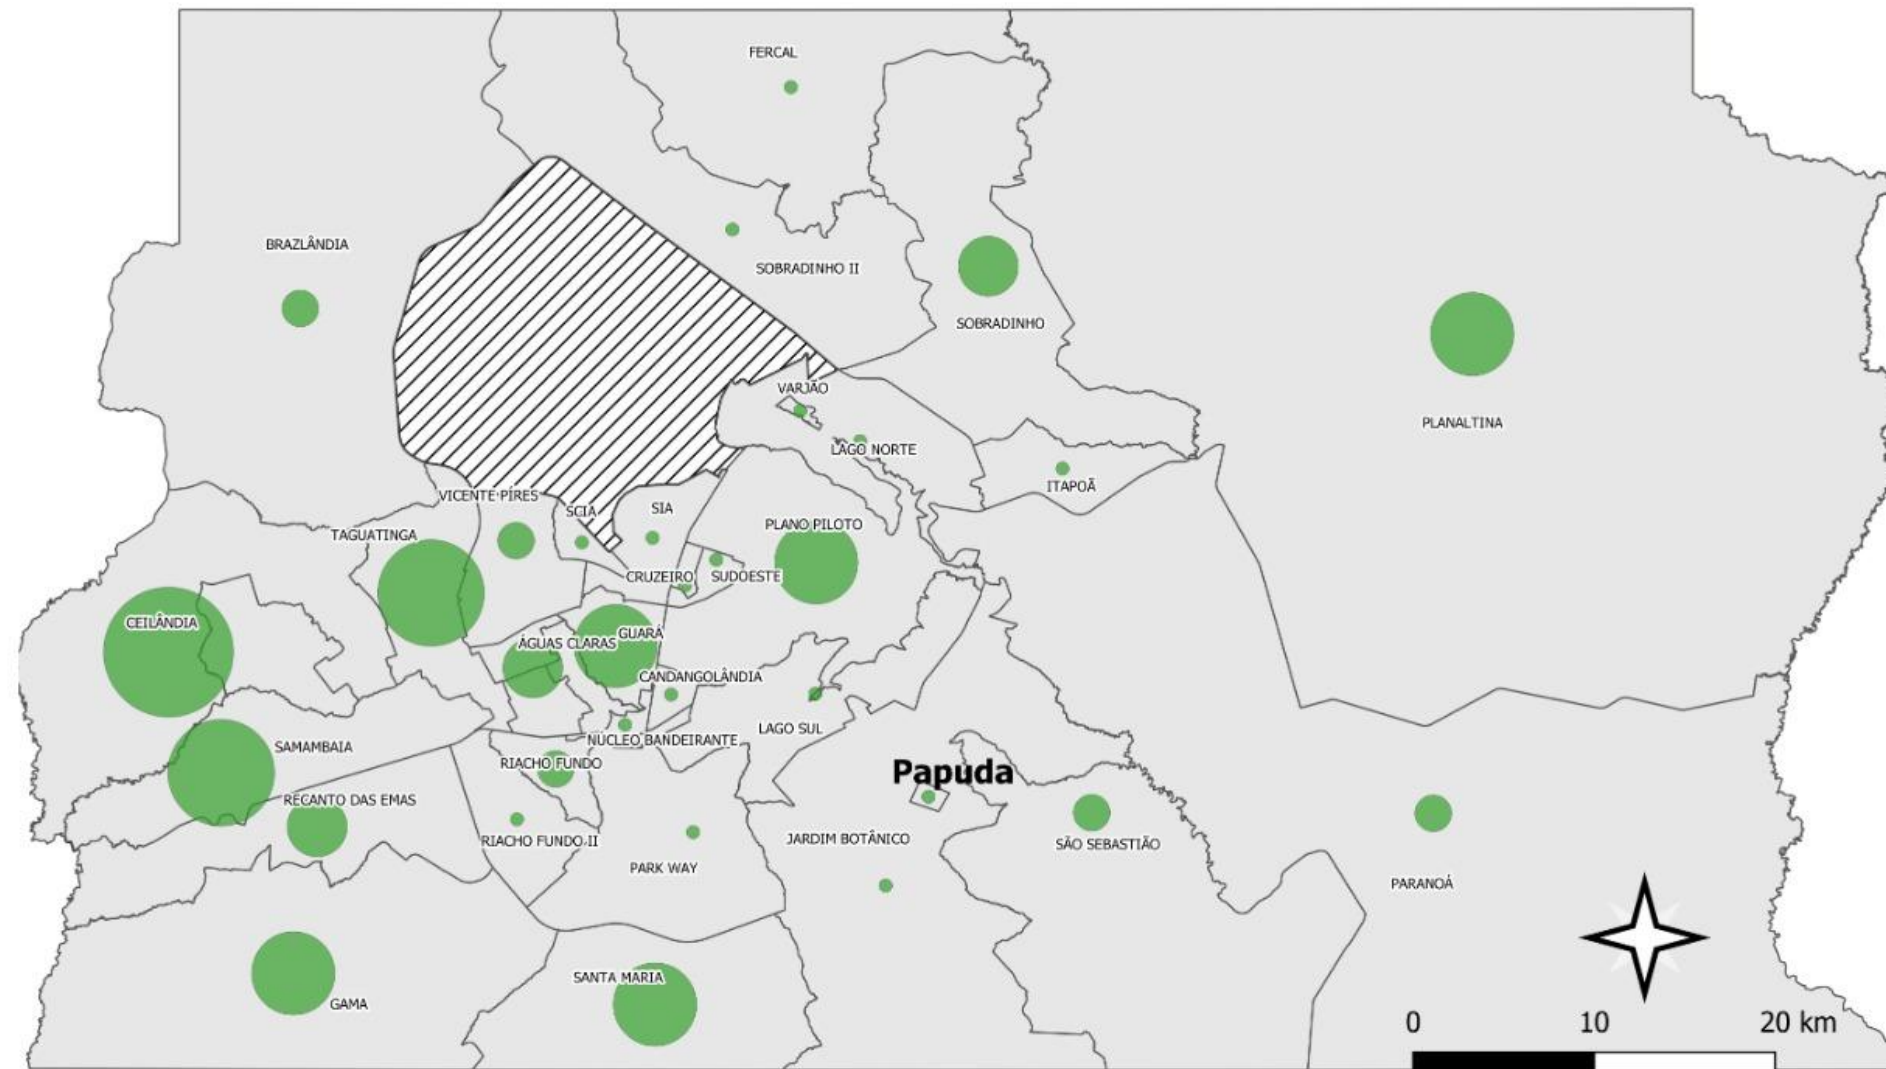 FERCAL
BRAZLÂNDIA
SOBRADINHO II
SOBRADINHO
VARJÃO
PLANALTINA
LAGO NORTE
ITAPOÃ
VICENTE PÍRES
SCIA
SIA
PLANO PILOTO
TAGUATINGA
CRUZEIRO
SUDOESTE
CEILÂNDIA
ÁGUAS CLARAS
GUARÁ
CANDANGOLÂNDIA
LAGO SUL
NÚCLEO BANDEIRANTE
SAMAMBAIA
RIACHO FUNDO
Papuda
RECANTO DAS EMAS
RIACHO FUNDO II
JARDIM BOTÂNICO
SÃO SEBASTIÃO
PARK WAY
PARANOÁ
SANTA MARIA
GAMA
0 10 20 km